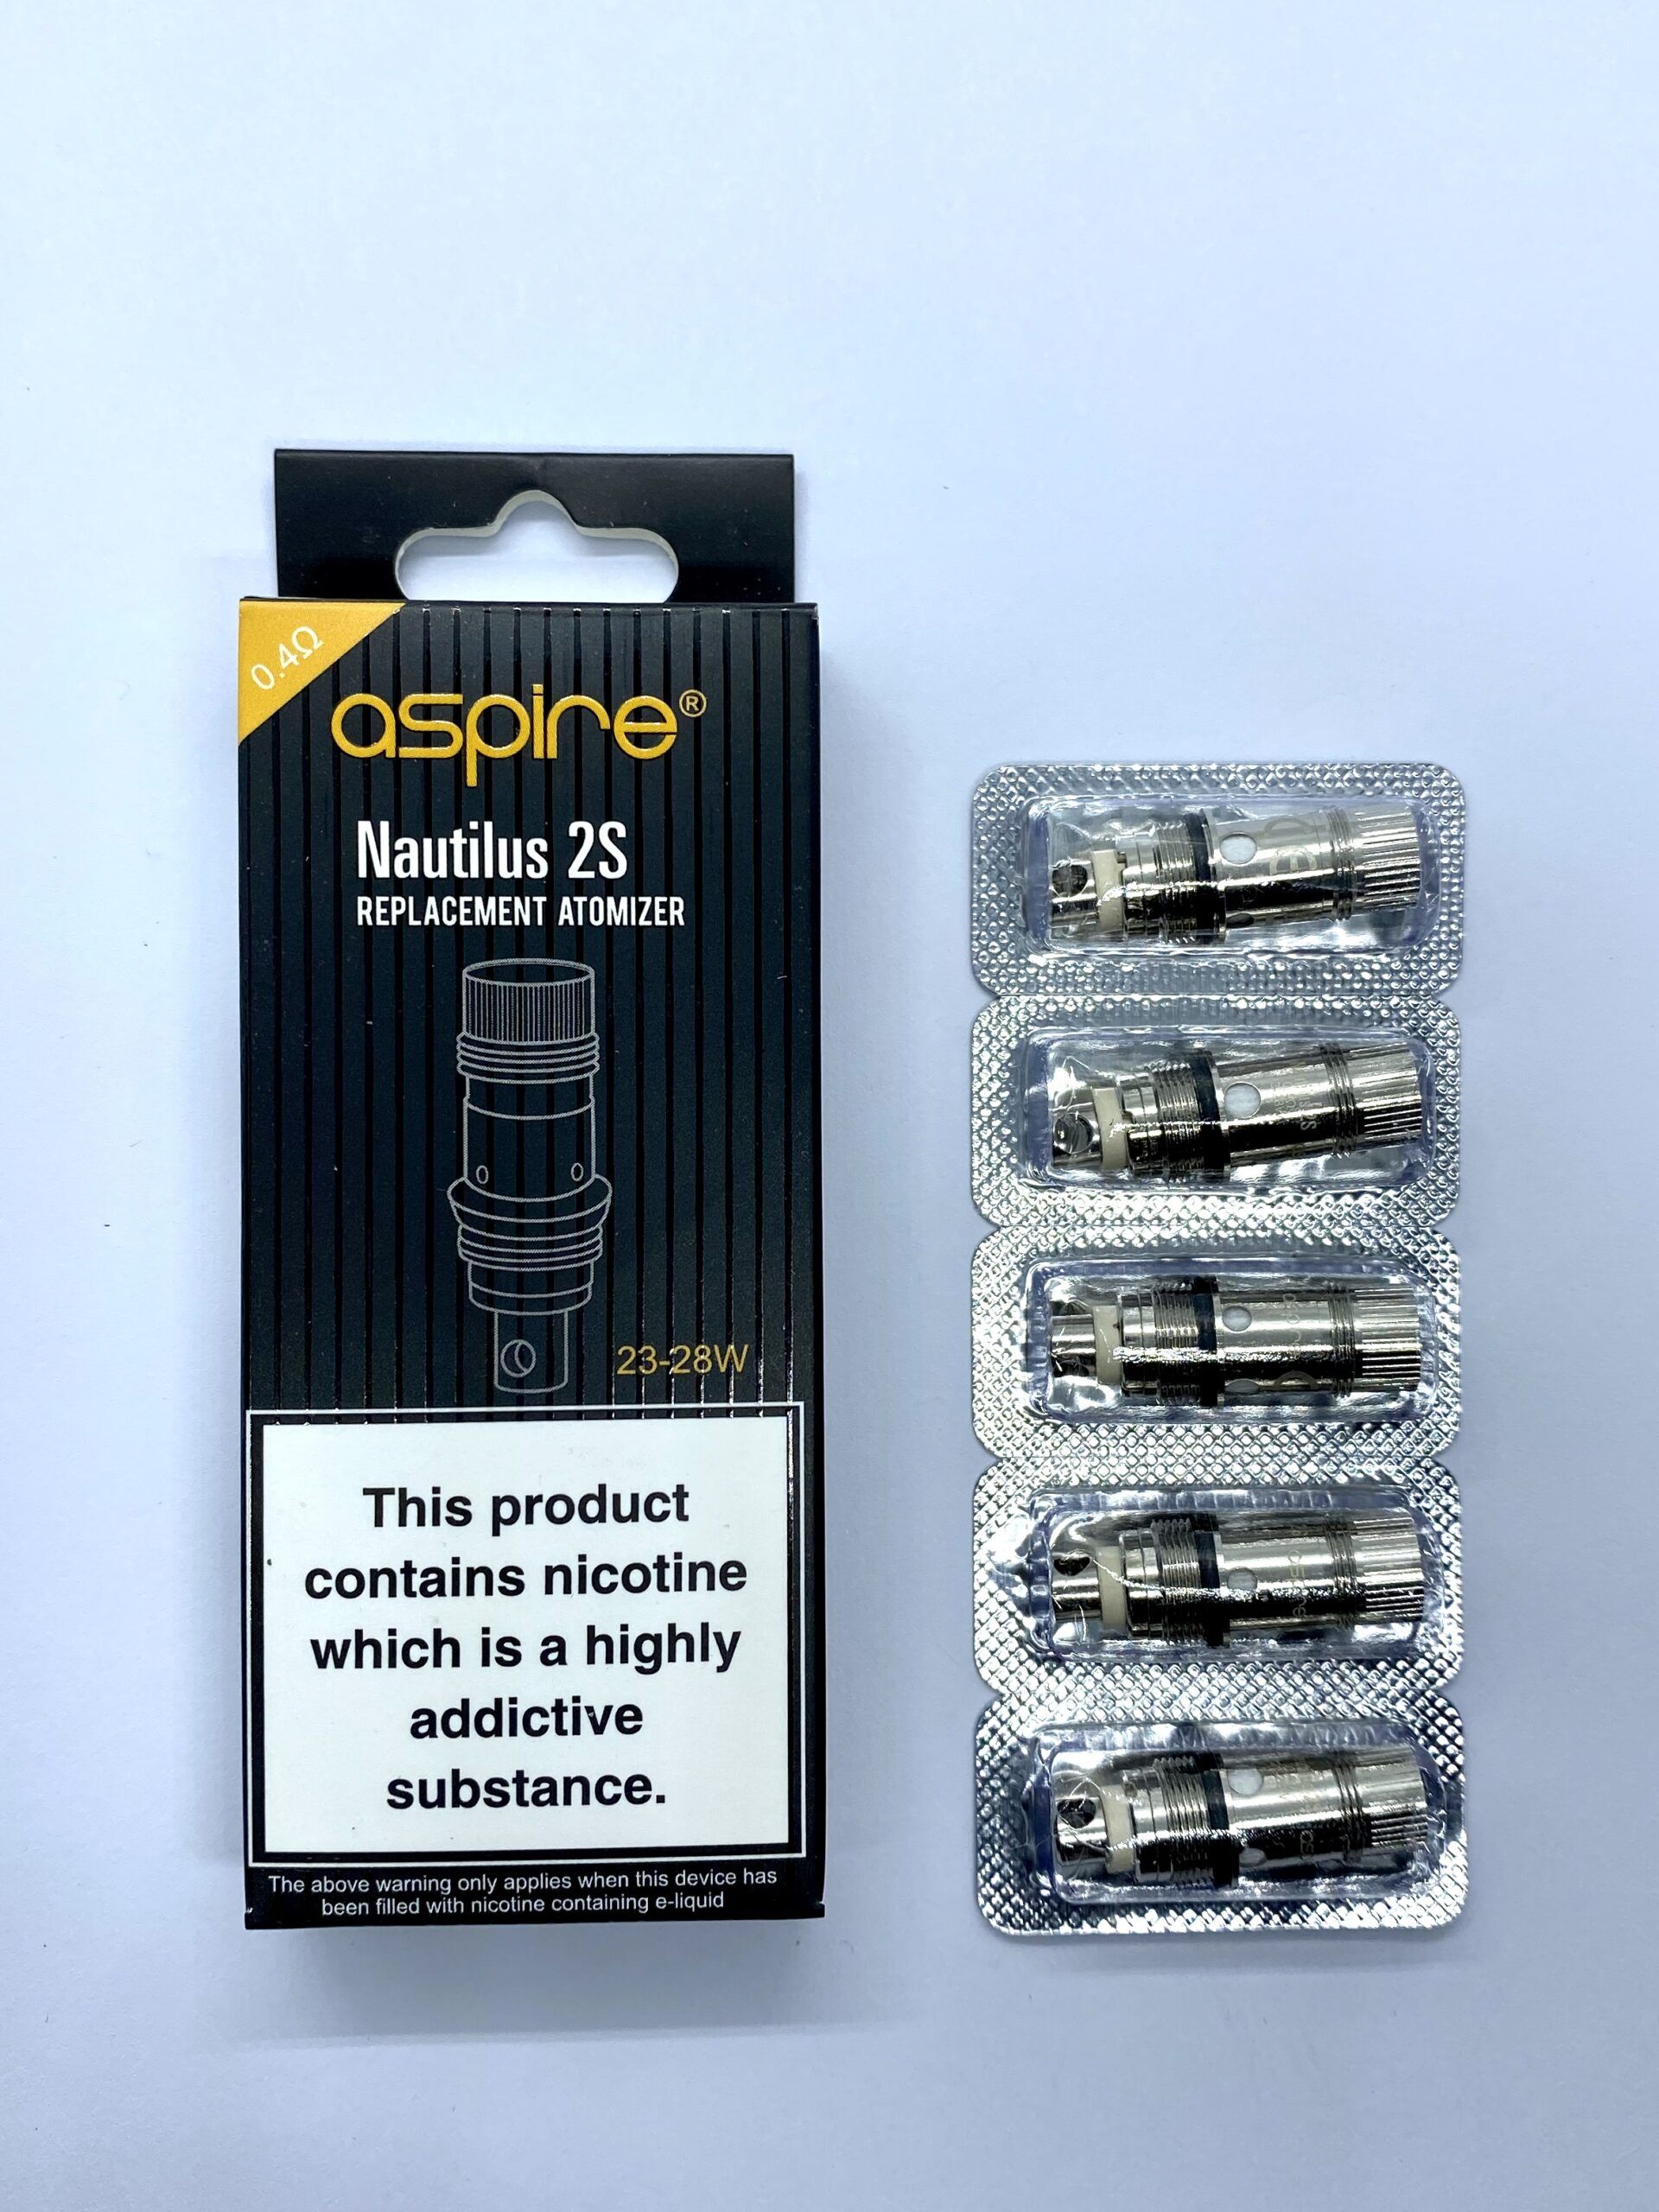 0.4Ω
aspire®
Nautilus 2S
REPLACEMENT ATOMIZER
23-28W
This product
contains nicotine
which is a highly
addictive
substance.
The above warning only applies when this device has
been filled with nicotine containing e-liquid